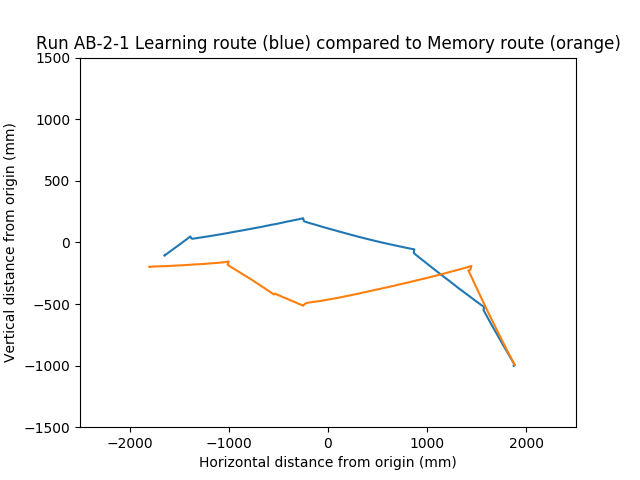 Run AB-2-1 Learning route (blue) compared to Memory route (orange)
1500
1000
500
0
−500
−1000
−1500
Vertical distance from origin (mm)
−2000 −1000 0 1000 2000
Horizontal distance from origin (mm)